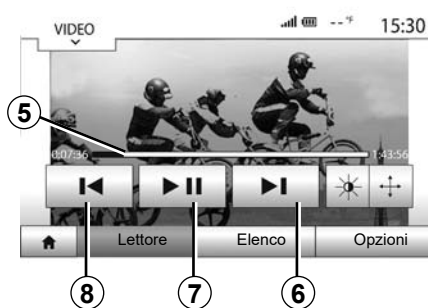 VIDEO
--°F
15:30
5
0:07:36
1:43:56
Lettore
Elenco
Opzioni
8
7
6